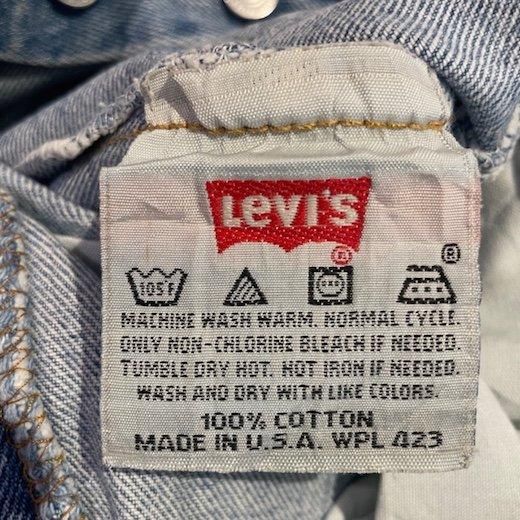 LEVI'S
®
®
105F
MACHINE WASH WARM. NORMAL CYCLE.
ONLY NON-CHLORINE BLEACH IF NEEDED.
TUMBLE DRY HOT. HOT IRON IF NEEDED.
WASH AND DRY WITH LIKE COLORS.
100% COTTON
MADE IN U.S.A. WPL 423